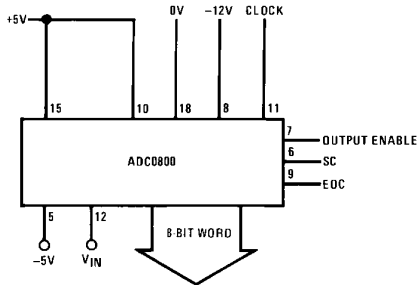 +5V
0V
-12V
CLOCK
15
10
18
8
11
ADC0800
7
OUTPUT ENABLE
6
SC
9
EOC
5
12
8-BIT WORD
-5V
VIN